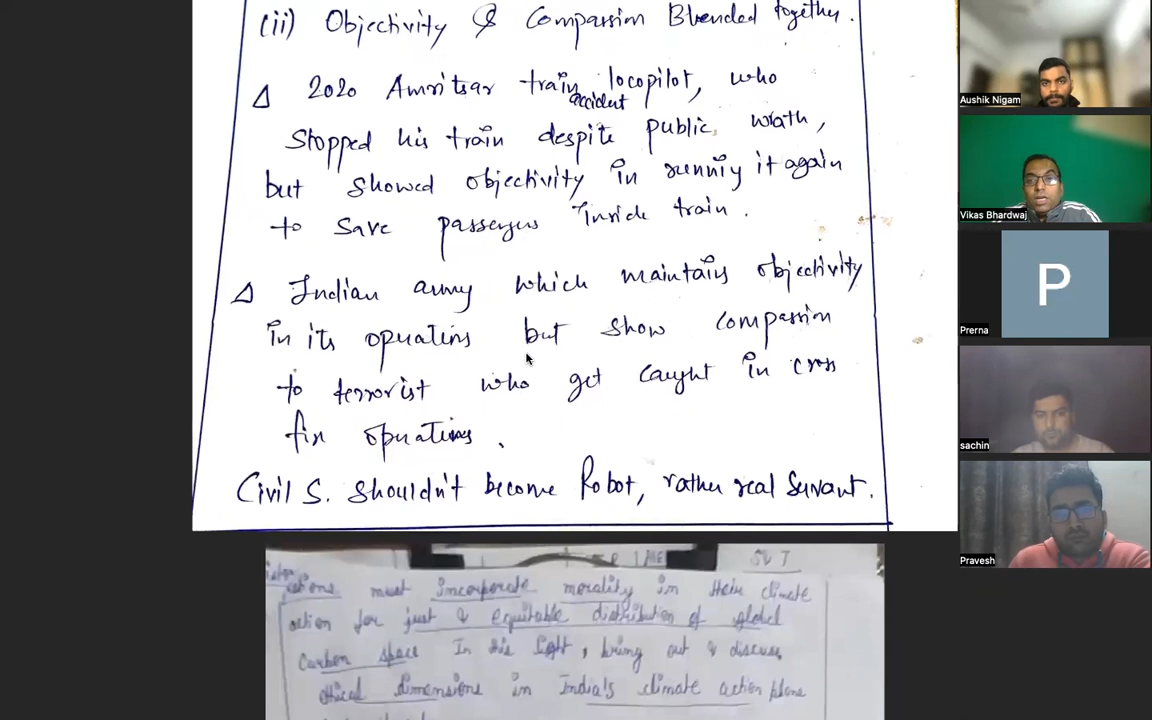 (ii) Objectivity & Compassion Blended together.
Δ 2020 Amritsar train accident locopilot, who
stopped his train despite public wrath,
but showed objectivity in runniy it again
to save passengers inside train.
Δ Indian army which maintains objectivity
in its operations but show compassion
to terrorist who get caught in cross
fire operations.
Civil S. shouldn't become Robot, rather real Servant.
must incorporate morality in their climate
action for just & equitable distribution of global
Carbon space In this light, bring out & discuss
ethical dimensions in India's climate action plans
Aushik Nigam
Vikas Bhardwaj
P
Prerna
sachin
Pravesh